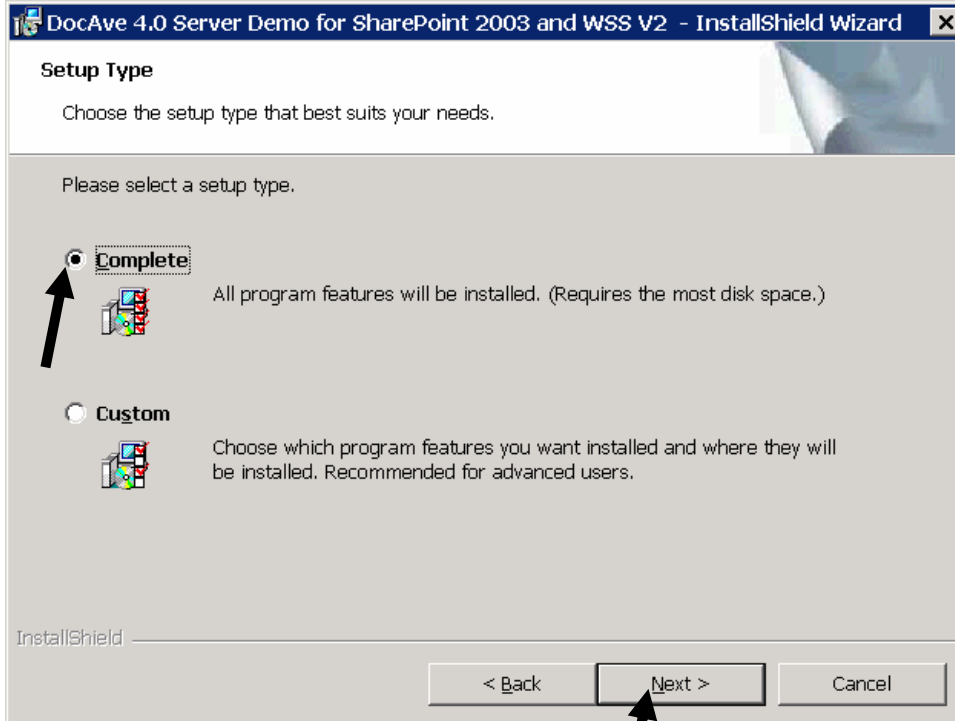 DocAve 4.0 Server Demo for SharePoint 2003 and WSS V2 - InstallShield Wizard
Setup Type
Choose the setup type that best suits your needs.
Please select a setup type.
Complete
All program features will be installed. (Requires the most disk space.)
Custom
Choose which program features you want installed and where they will
be installed. Recommended for advanced users.
InstallShield
< Back Next > Cancel